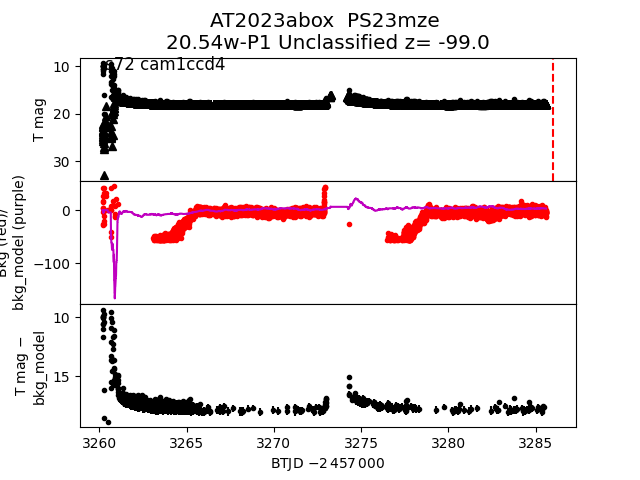 AT2023abox PS23mze
20.54w-P1 Unclassified z= -99.0
s72 cam1ccd4
T mag
10
20
30
Bkg (red)/
bkg_model (purple)
0
−100
T mag −
bkg_model
10
15
3260
3265
3270
3275
3280
3285
BTJD −2 457 000